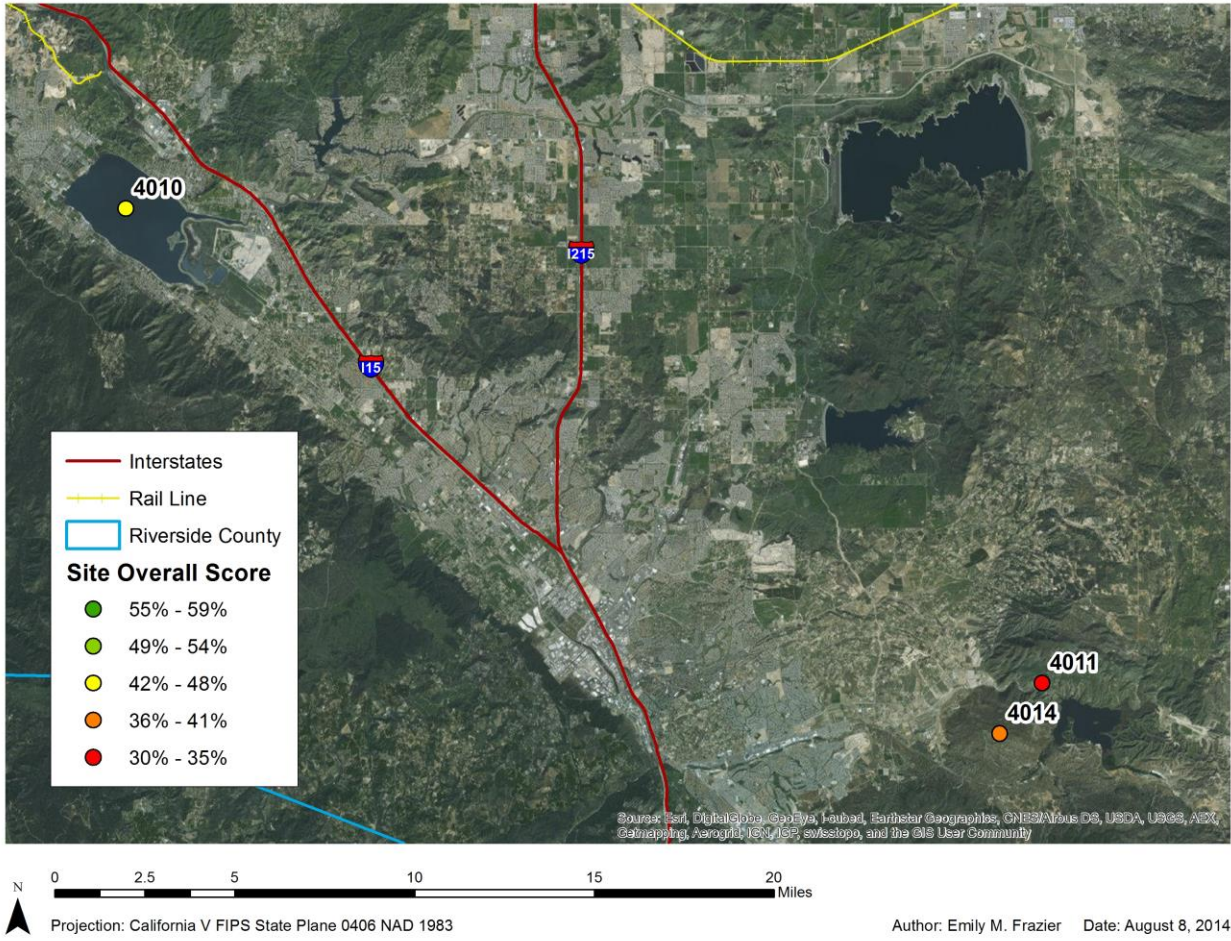 4010
I215
I15
Interstates
Rail Line
Riverside County
Site Overall Score
55% - 59%
49% - 54%
42% - 48%
36% - 41%
30% - 35%
4011
4014
Source: Esri, DigitalGlobe, GeoEye, i-cubed, Earthstar Geographics, CNES/Airbus DS, USDA, USGS, AEX,
Getmapping, Aerogrid, IGN, IGP, swisstopo, and the GIS User Community
N
0 2.5 5 10 15 20
Miles
Projection: California V FIPS State Plane 0406 NAD 1983
Author: Emily M. Frazier Date: August 8, 2014